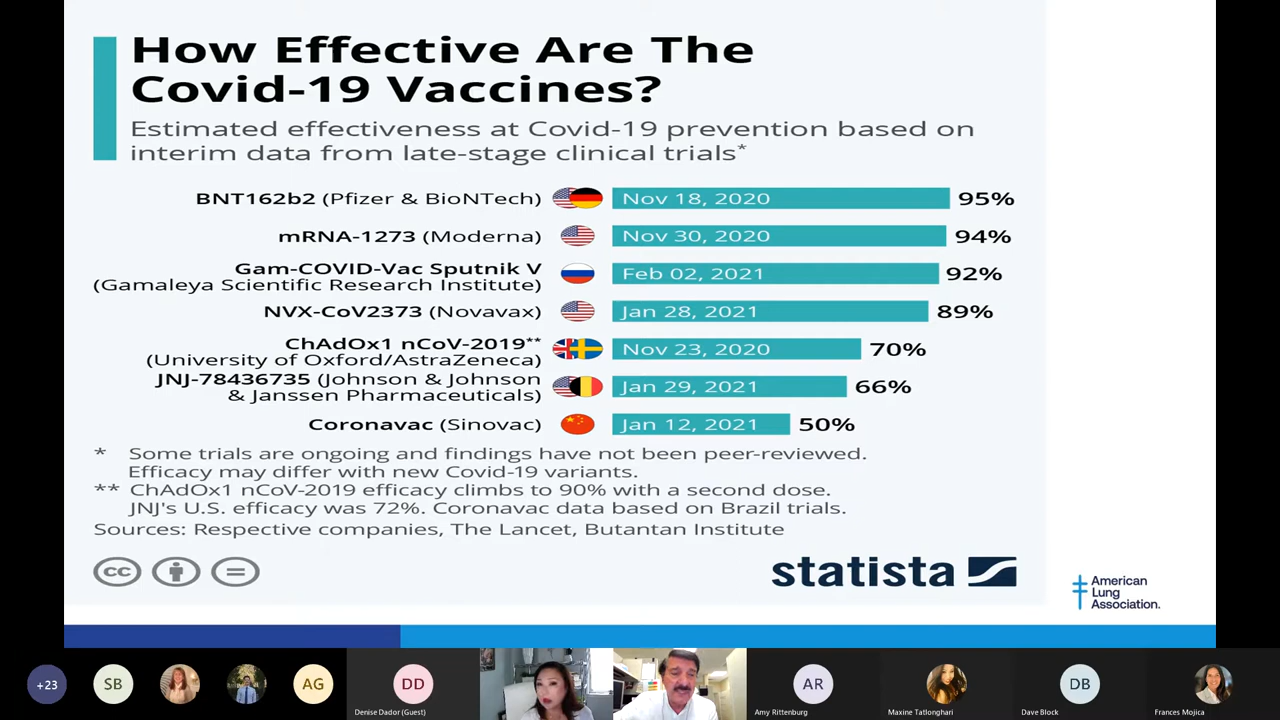 How Effective Are The
Covid-19 Vaccines?
Estimated effectiveness at Covid-19 prevention based on
interim data from late-stage clinical trials*
BNT162b2 (Pfizer & BioNTech) Nov 18, 2020 95%
mRNA-1273 (Moderna) Nov 30, 2020 94%
Gam-COVID-Vac Sputnik V
(Gamaleya Scientific Research Institute) Feb 02, 2021 92%
NVX-CoV2373 (Novavax) Jan 28, 2021 89%
ChAdOx1 nCoV-2019**
(University of Oxford/AstraZeneca) Nov 23, 2020 70%
JNJ-78436735 (Johnson & Johnson
& Janssen Pharmaceuticals) Jan 29, 2021 66%
Coronavac (Sinovac) Jan 12, 2021 50%
* Some trials are ongoing and findings have not been peer-reviewed.
Efficacy may differ with new Covid-19 variants.
** ChAdOx1 nCoV-2019 efficacy climbs to 90% with a second dose.
JNJ's U.S. efficacy was 72%. Coronavac data based on Brazil trials.
Sources: Respective companies, The Lancet, Butantan Institute
cc
statista
American
Lung
Association.
+23 SB AG DD AR DB
Denise Dador (Guest) Amy Rittenburg Maxine Tatlonghari Dave Block Frances Mojica